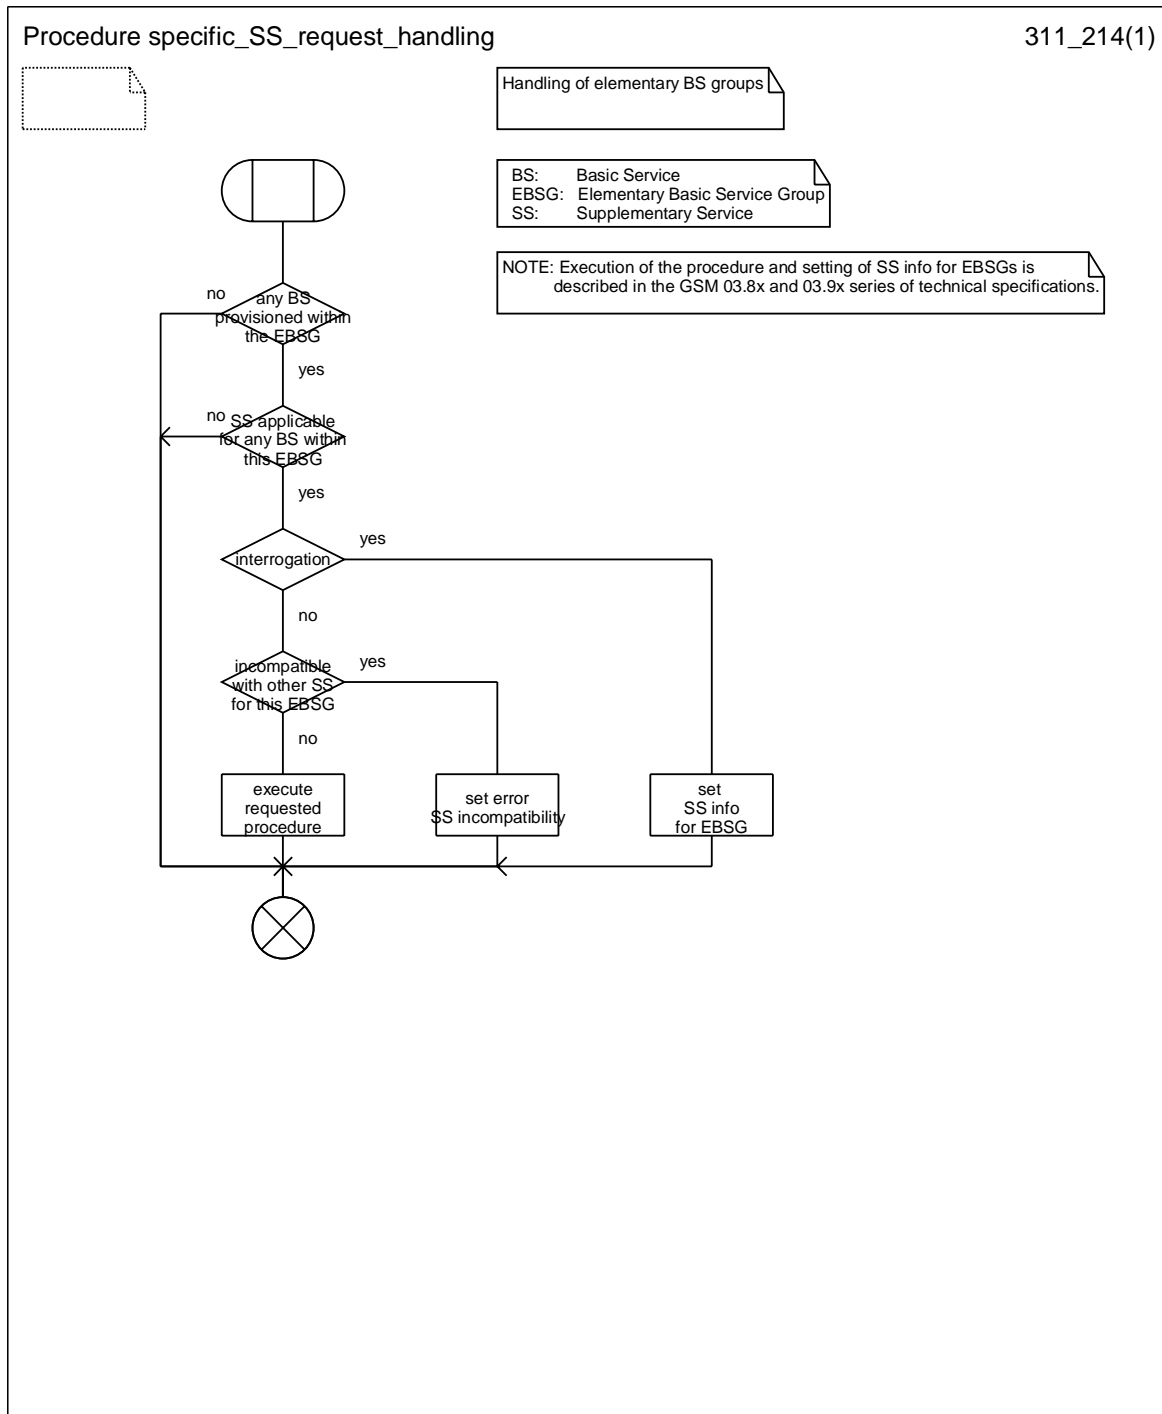 Procedure specific_SS_request_handling
311_214(1)
Handling of elementary BS groups
BS: Basic Service
EBSG: Elementary Basic Service Group
SS: Supplementary Service
NOTE: Execution of the procedure and setting of SS info for EBSGs is
described in the GSM 03.8x and 03.9x series of technical specifications.
no
any BS
provisioned within
the EBSG
yes
no
SS applicable
for any BS within
this EBSG
yes
interrogation
yes
no
incompatible
with other SS
for this EBSG
yes
no
execute
requested
procedure
set error
SS incompatibility
set
SS info
for EBSG